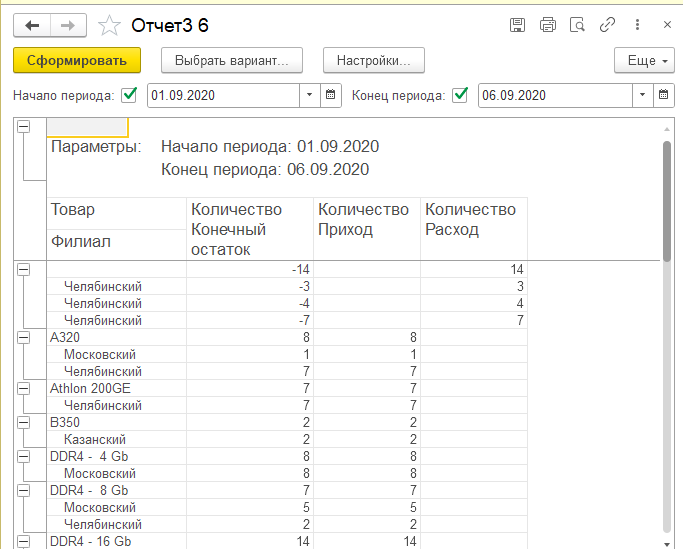 Отчет3 6
Сформировать Выбрать вариант... Настройки... Еще
Начало периода: 01.09.2020 Конец периода: 06.09.2020
Параметры: Начало периода: 01.09.2020
Конец периода: 06.09.2020
Товар Количество Конечный остаток Количество Приход Количество Расход
Филиал
-14 14
Челябинский -3 3
Челябинский -4 4
Челябинский -7 7
A320 8 8
Московский 1 1
Челябинский 7 7
Athlon 200GE 7 7
Челябинский 7 7
B350 2 2
Казанский 2 2
DDR4 - 4 Gb 8 8
Московский 8 8
DDR4 - 8 Gb 7 7
Московский 5 5
Челябинский 2 2
DDR4 - 16 Gb 14 14